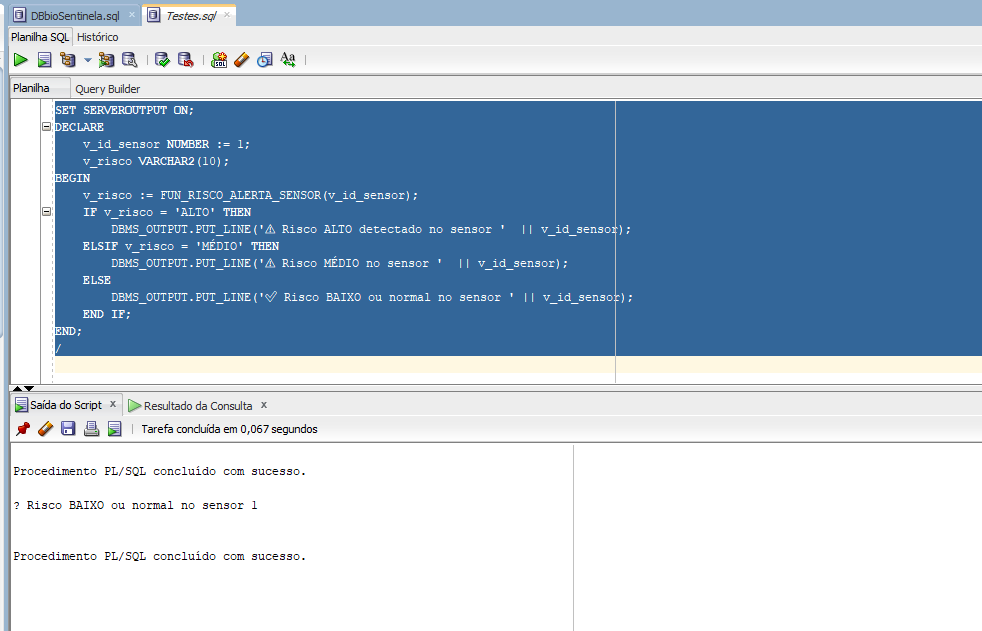 DBbioSentinela.sql × Testes.sql ×
Planilha SQL Histórico
Planilha Query Builder
SET SERVEROUTPUT ON;
DECLARE
v_id_sensor NUMBER := 1;
v_risco VARCHAR2(10);
BEGIN
v_risco := FUN_RISCO_ALERTA_SENSOR(v_id_sensor);
IF v_risco = 'ALTO' THEN
DBMS_OUTPUT.PUT_LINE('⚠ Risco ALTO detectado no sensor '  || v_id_sensor);
ELSIF v_risco = 'MÉDIO' THEN
DBMS_OUTPUT.PUT_LINE('⚠ Risco MÉDIO no sensor '  || v_id_sensor);
ELSE
DBMS_OUTPUT.PUT_LINE('✅ Risco BAIXO ou normal no sensor ' || v_id_sensor);
END IF;
END;
/
Saída do Script x Resultado da Consulta x
Tarefa concluída em 0,067 segundos
Procedimento PL/SQL concluído com sucesso.
? Risco BAIXO ou normal no sensor 1
Procedimento PL/SQL concluído com sucesso.